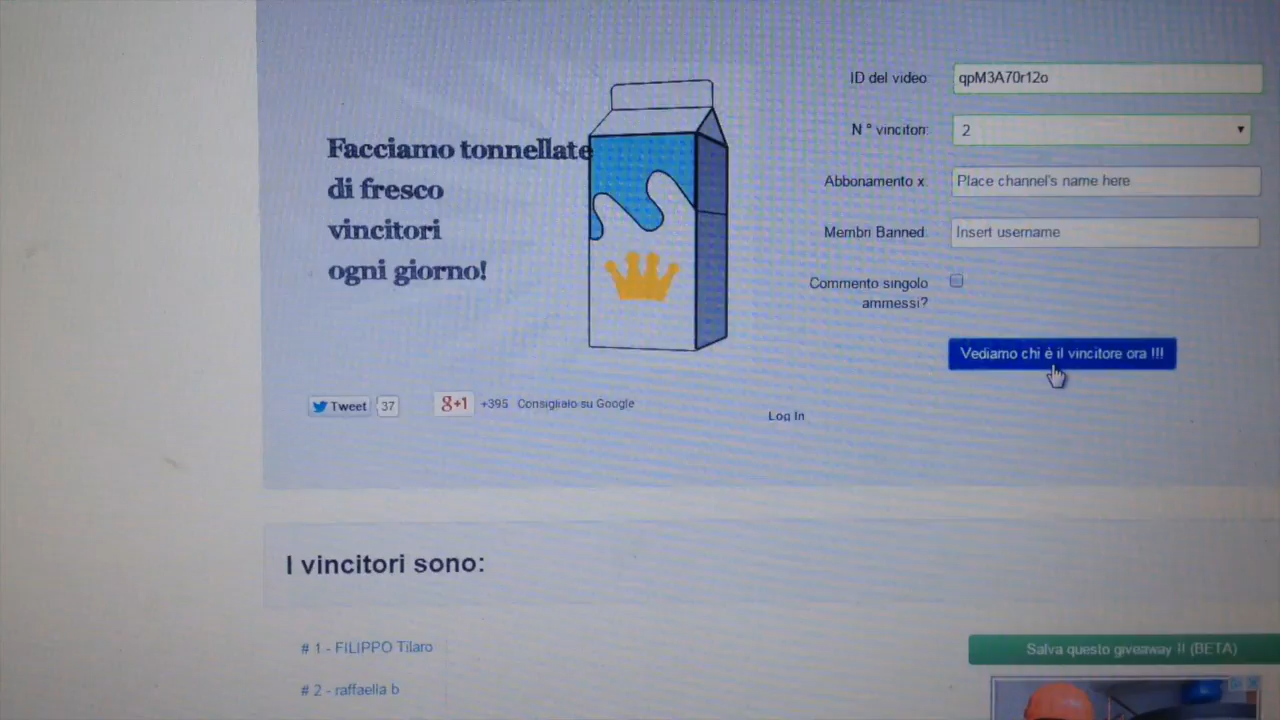 Facciamo tonnellate
di fresco
vincitori
ogni giorno!
ID del video qpM3A70r12o
N ° vincitori: 2
Abbonamento x Place channel's name here
Membri Banned Insert username
Commento singolo
ammessi?
Vediamo chi è il vincitore ora !!!
Tweet 37 g+1 +395 Consiglialo su Google
Log In
I vincitori sono:
# 1 - FILIPPO Tilaro
Salva questo giveaway !! (BETA)
# 2 - raffaella b